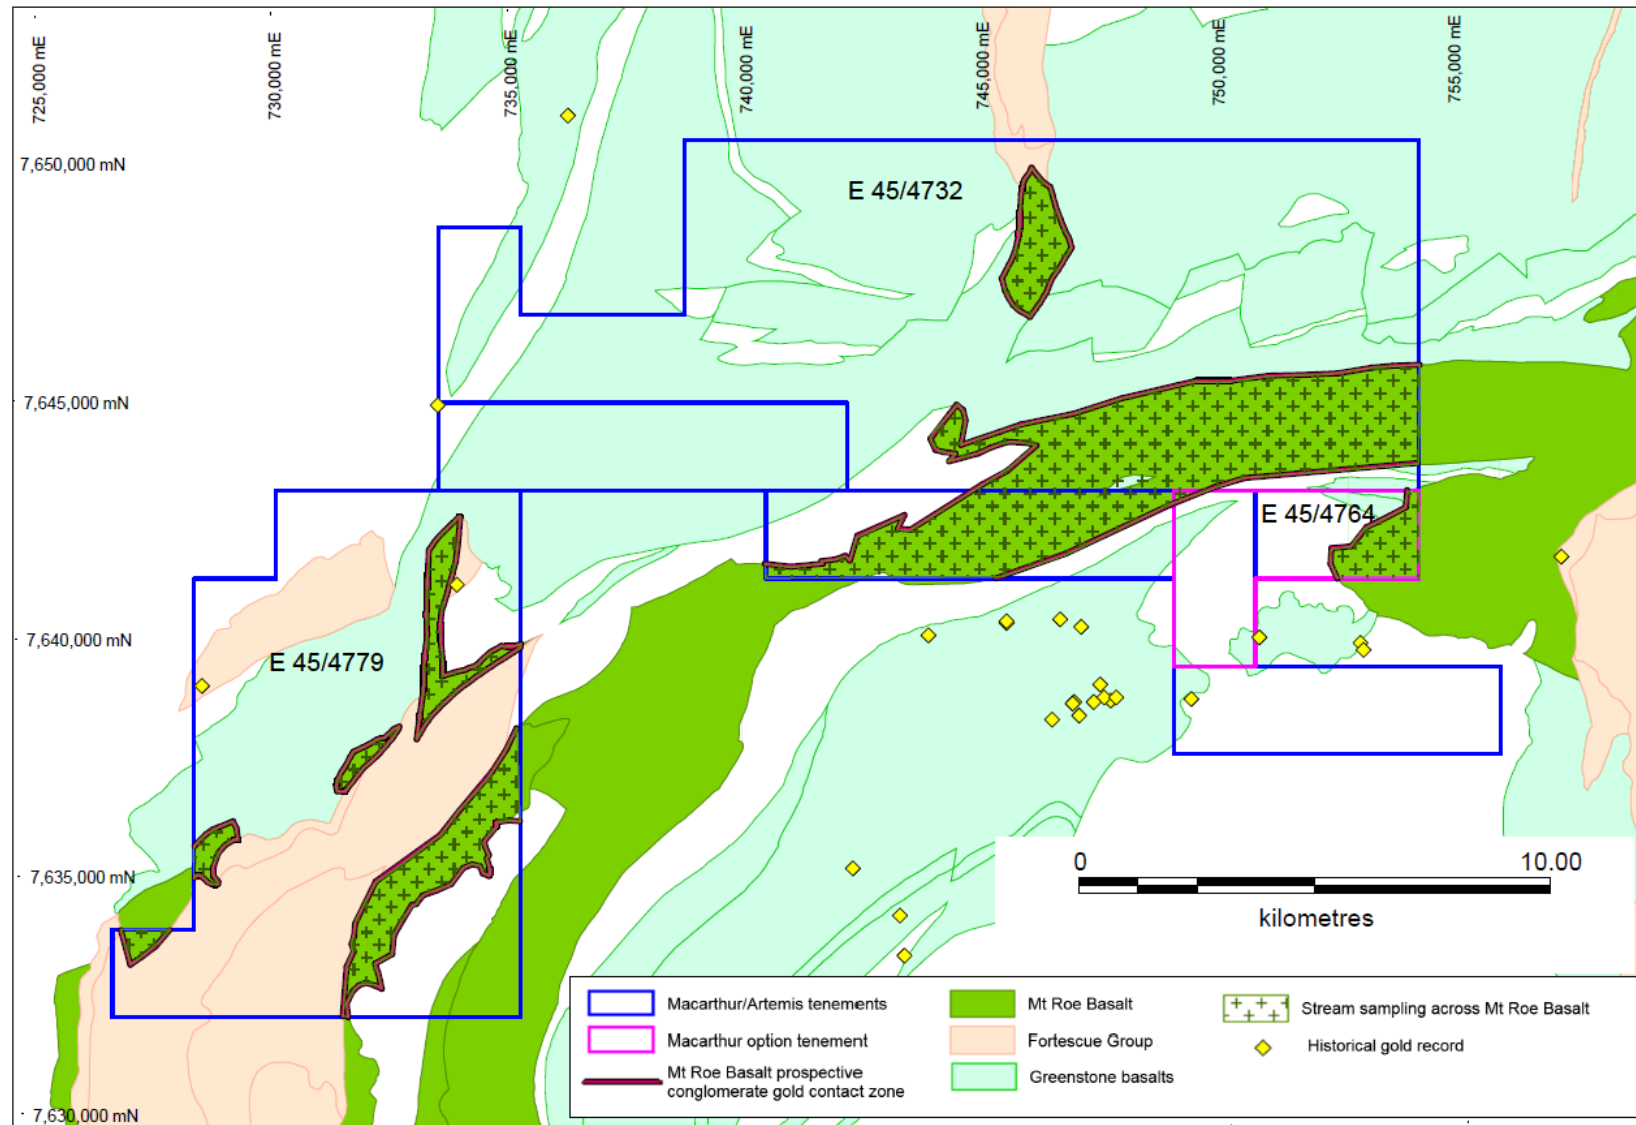 725,000 mE
730,000 mE
735,000 mE
740,000 mE
745,000 mE
750,000 mE
755,000 mE
7,650,000 mN
E 45/4732
7,645,000 mN
E 45/4764
7,640,000 mN
E 45/4779
7,635,000 mN
0 10.00
kilometres
Macarthur/Artemis tenements
Mt Roe Basalt
Stream sampling across Mt Roe Basalt
Macarthur option tenement
Fortescue Group
Historical gold record
Mt Roe Basalt prospective
conglomerate gold contact zone
Greenstone basalts
7,630,000 mN